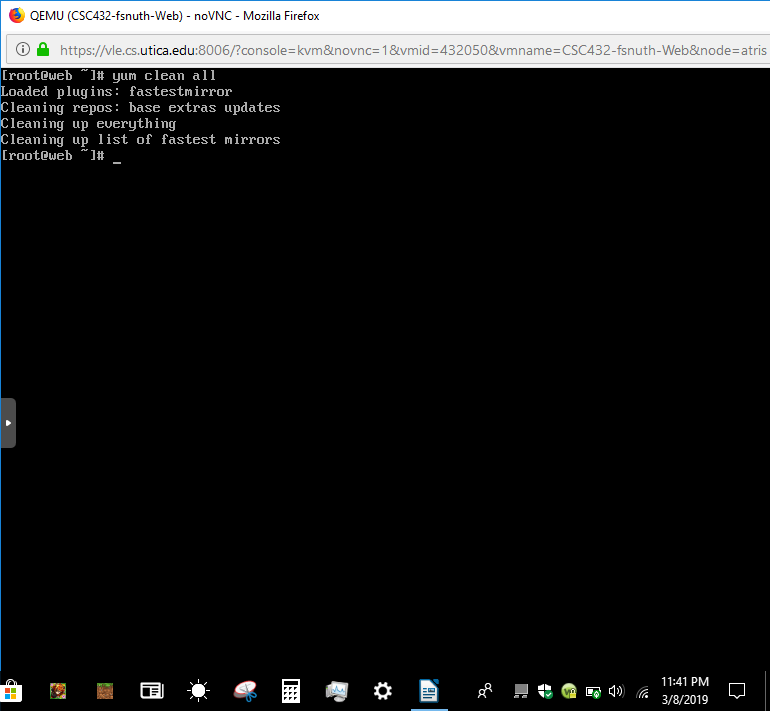 QEMU (CSC432-fsnuth-Web) - noVNC - Mozilla Firefox
https://vle.cs.utica.edu:8006/?console=kvm&novnc=1&vmid=432050&vmname=CSC432-fsnuth-Web&node=atris
[root@web ~]# yum clean all
Loaded plugins: fastestmirror
Cleaning repos: base extras updates
Cleaning up everything
Cleaning up list of fastest mirrors
[root@web ~]# _
11:41 PM
3/8/2019